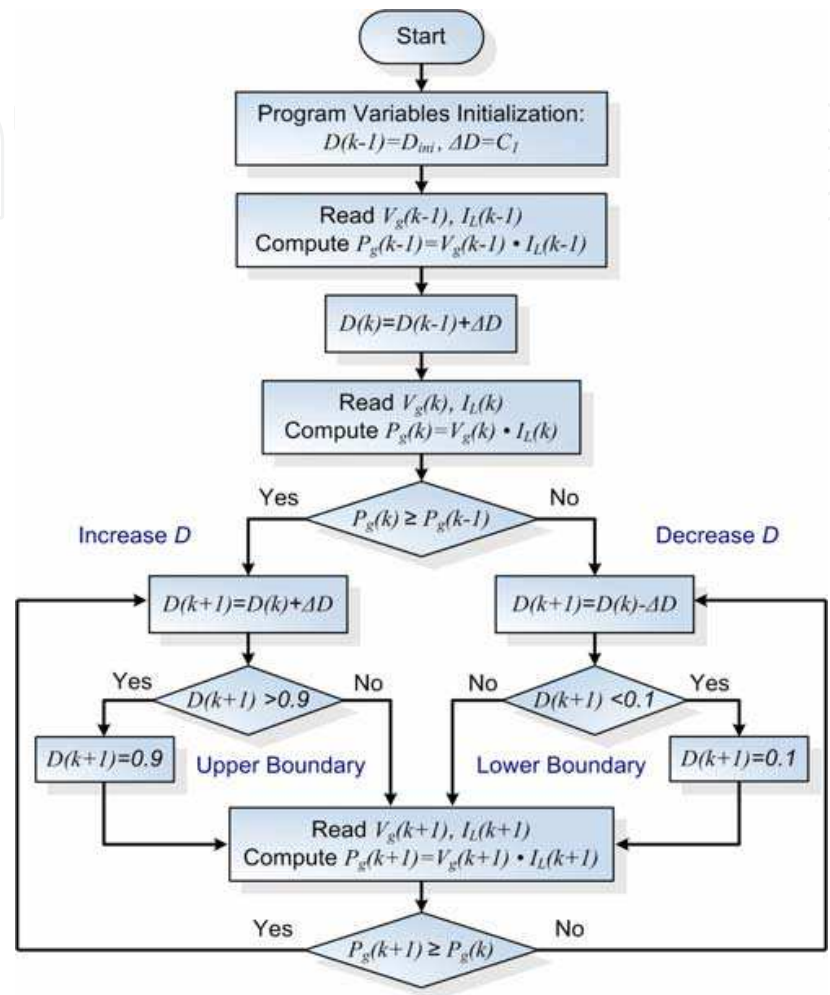 Start
Program Variables Initialization:
D(k-1)=D_ini, ΔD=C_1
Read V_g(k-1), I_L(k-1)
Compute P_g(k-1)=V_g(k-1) • I_L(k-1)
D(k)=D(k-1)+ΔD
Read V_g(k), I_L(k)
Compute P_g(k)=V_g(k) • I_L(k)
Yes
P_g(k) ≥ P_g(k-1)
No
Increase D
Decrease D
D(k+1)=D(k)+ΔD
D(k+1)=D(k)-ΔD
Yes
D(k+1) >0.9
No
No
D(k+1) <0.1
Yes
D(k+1)=0.9
Upper Boundary
Lower Boundary
D(k+1)=0.1
Read V_g(k+1), I_L(k+1)
Compute P_g(k+1)=V_g(k+1) • I_L(k+1)
Yes
P_g(k+1) ≥ P_g(k)
No